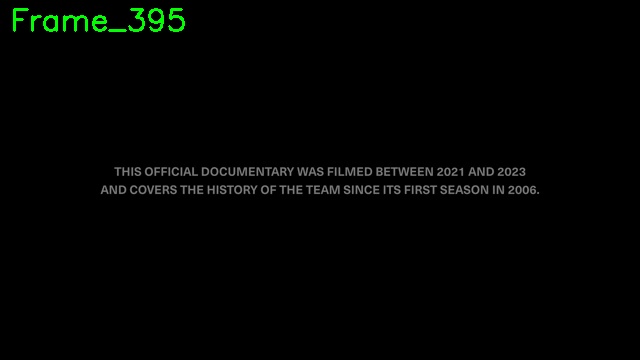 Frame_395
THIS OFFICIAL DOCUMENTARY WAS FILMED BETWEEN 2021 AND 2023
AND COVERS THE HISTORY OF THE TEAM SINCE ITS FIRST SEASON IN 2006.